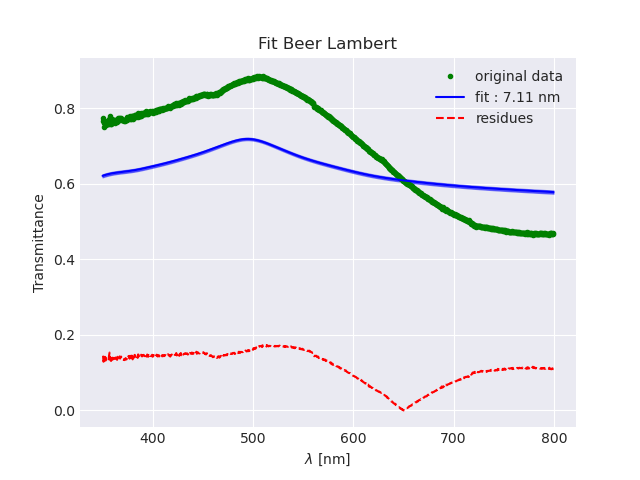 Fit Beer Lambert
original data
fit : 7.11 nm
residues
Transmittance
0.8
0.6
0.4
0.2
0.0
400 500 600 700 800
λ [nm]